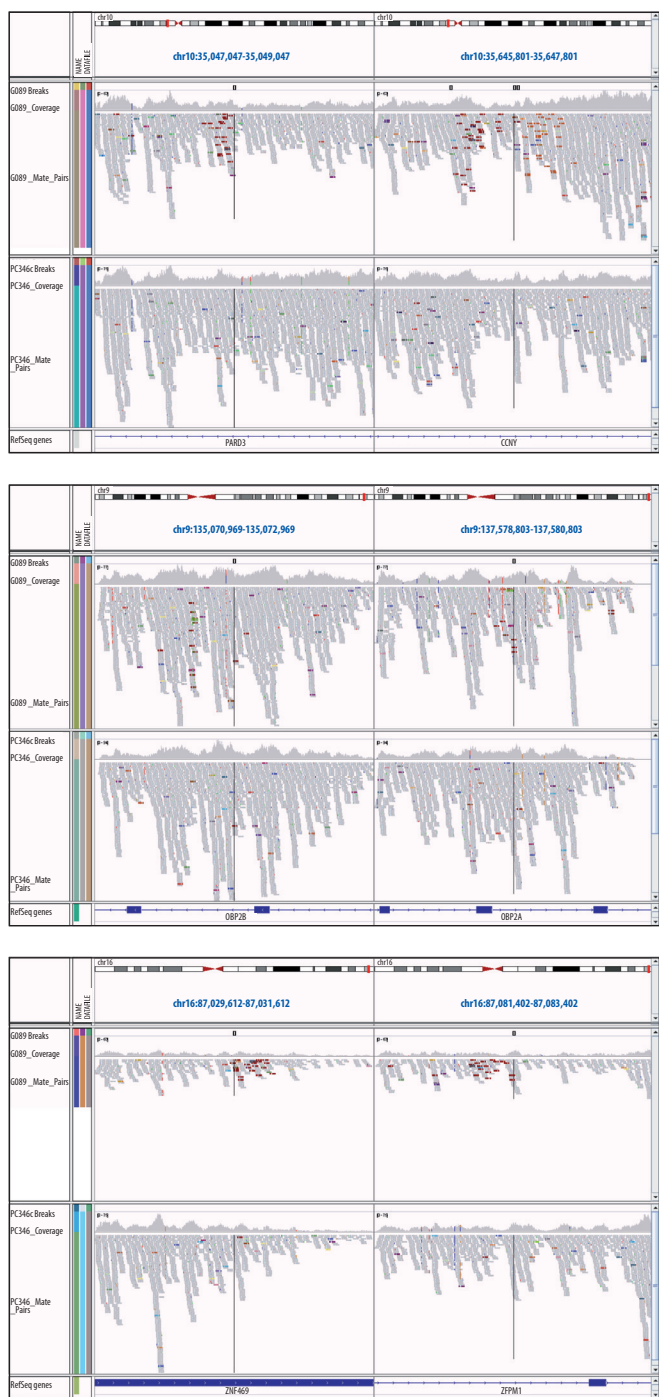 chr10
chr10
NAME
DATAFILE
chr10:35,047,047-35,049,047
chr10:35,645,801-35,647,801
G089 Breaks
G089_Coverage
G089 _Mate_Pairs
PC346c Breaks
PC346_Coverage
PC346_Mate
_Pairs
RefSeq genes
PARD3
CCNY
chr9
chr9
NAME
DATAFILE
chr9:135,070,969-135,072,969
chr9:137,578,803-137,580,803
G089 Breaks
G089_Coverage
G089 _Mate_Pairs
PC346c Breaks
PC346_Coverage
PC346_Mate
_Pairs
RefSeq genes
OBP2B
OBP2A
chr16
chr16
NAME
DATAFILE
chr16:87,029,612-87,031,612
chr16:87,081,402-87,083,402
G089 Breaks
G089_Coverage
G089_Mate_Pairs
PC346c Breaks
PC346_Coverage
PC346_Mate
_Pairs
RefSeq genes
ZNF469
ZFPM1